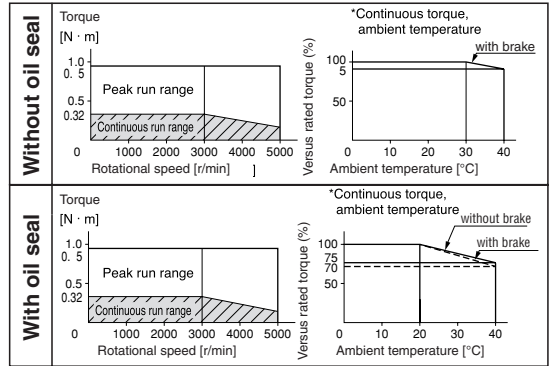 Without oil seal
Torque
[N · m]
1.0
0. 5
0.5
0.32
Peak run range
Continuous run range
0 1000 2000 3000 4000 5000
Rotational speed [r/min] ]
*Continuous torque,
ambient temperature
with brake
Versus rated torque (%)
100
5
50
0 10 20 30 40
Ambient temperature [°C]
With oil seal
Torque
[N · m]
1.0
0. 5
0.5
0.32
Peak run range
Continuous run range
0 1000 2000 3000 4000 5000
Rotational speed [r/min]
*Continuous torque,
ambient temperature
without brake
with brake
Versus rated torque (%)
100
75
70
50
0 10 20 30 40
Ambient temperature [°C]